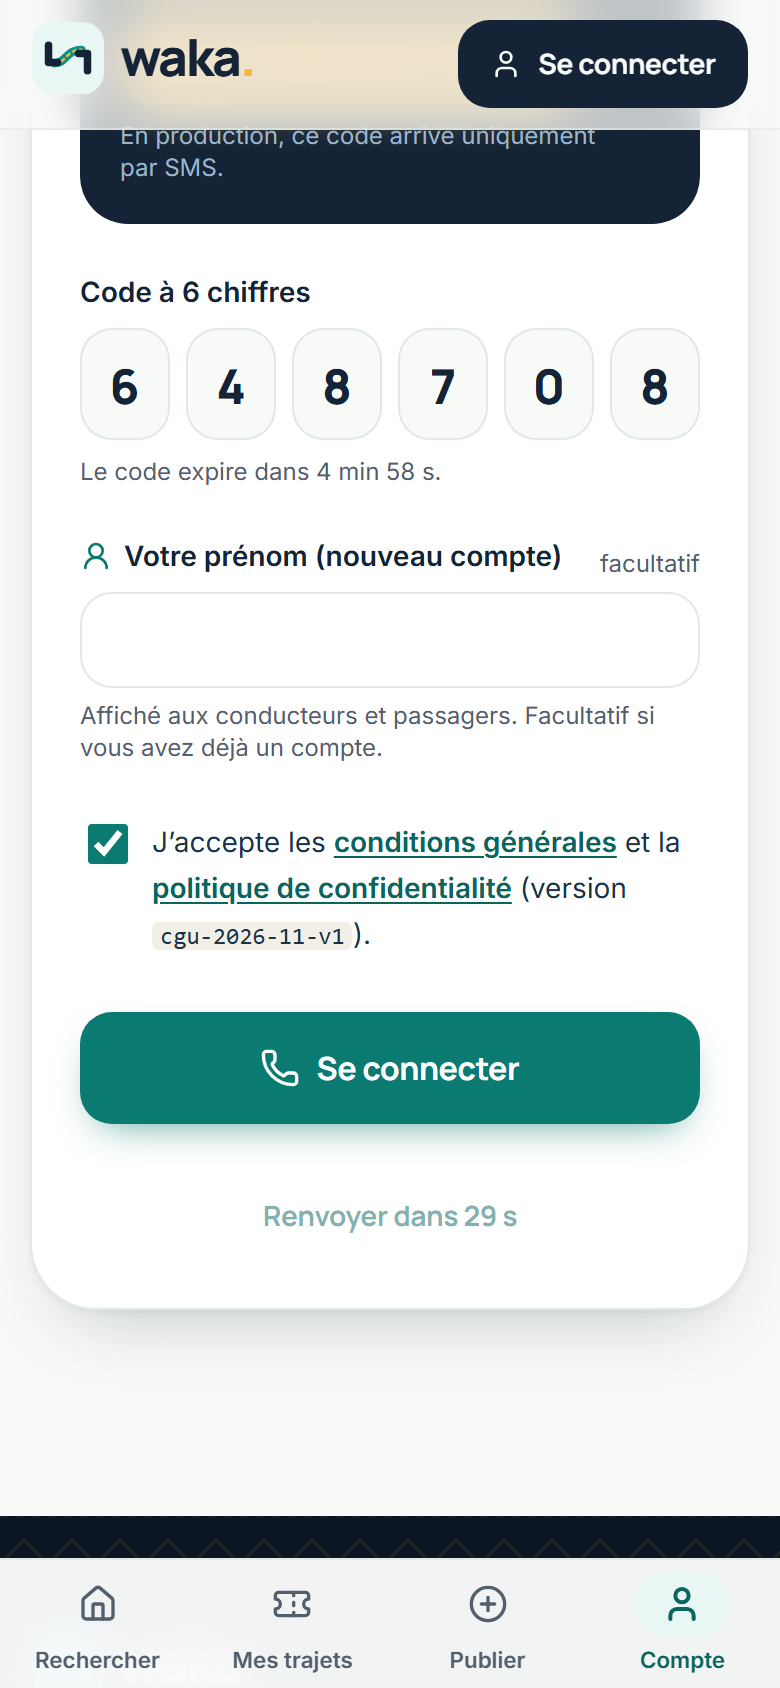 waka.
Se connecter
En production, ce code arrive uniquement
par SMS.
Code à 6 chiffres
6 4 8 7 0 8
Le code expire dans 4 min 58 s.
Votre prénom (nouveau compte) facultatif
Affiché aux conducteurs et passagers. Facultatif si
vous avez déjà un compte.
J’accepte les conditions générales et la
politique de confidentialité (version
cgu-2026-11-v1).
Se connecter
Renvoyer dans 29 s
Rechercher Mes trajets Publier Compte